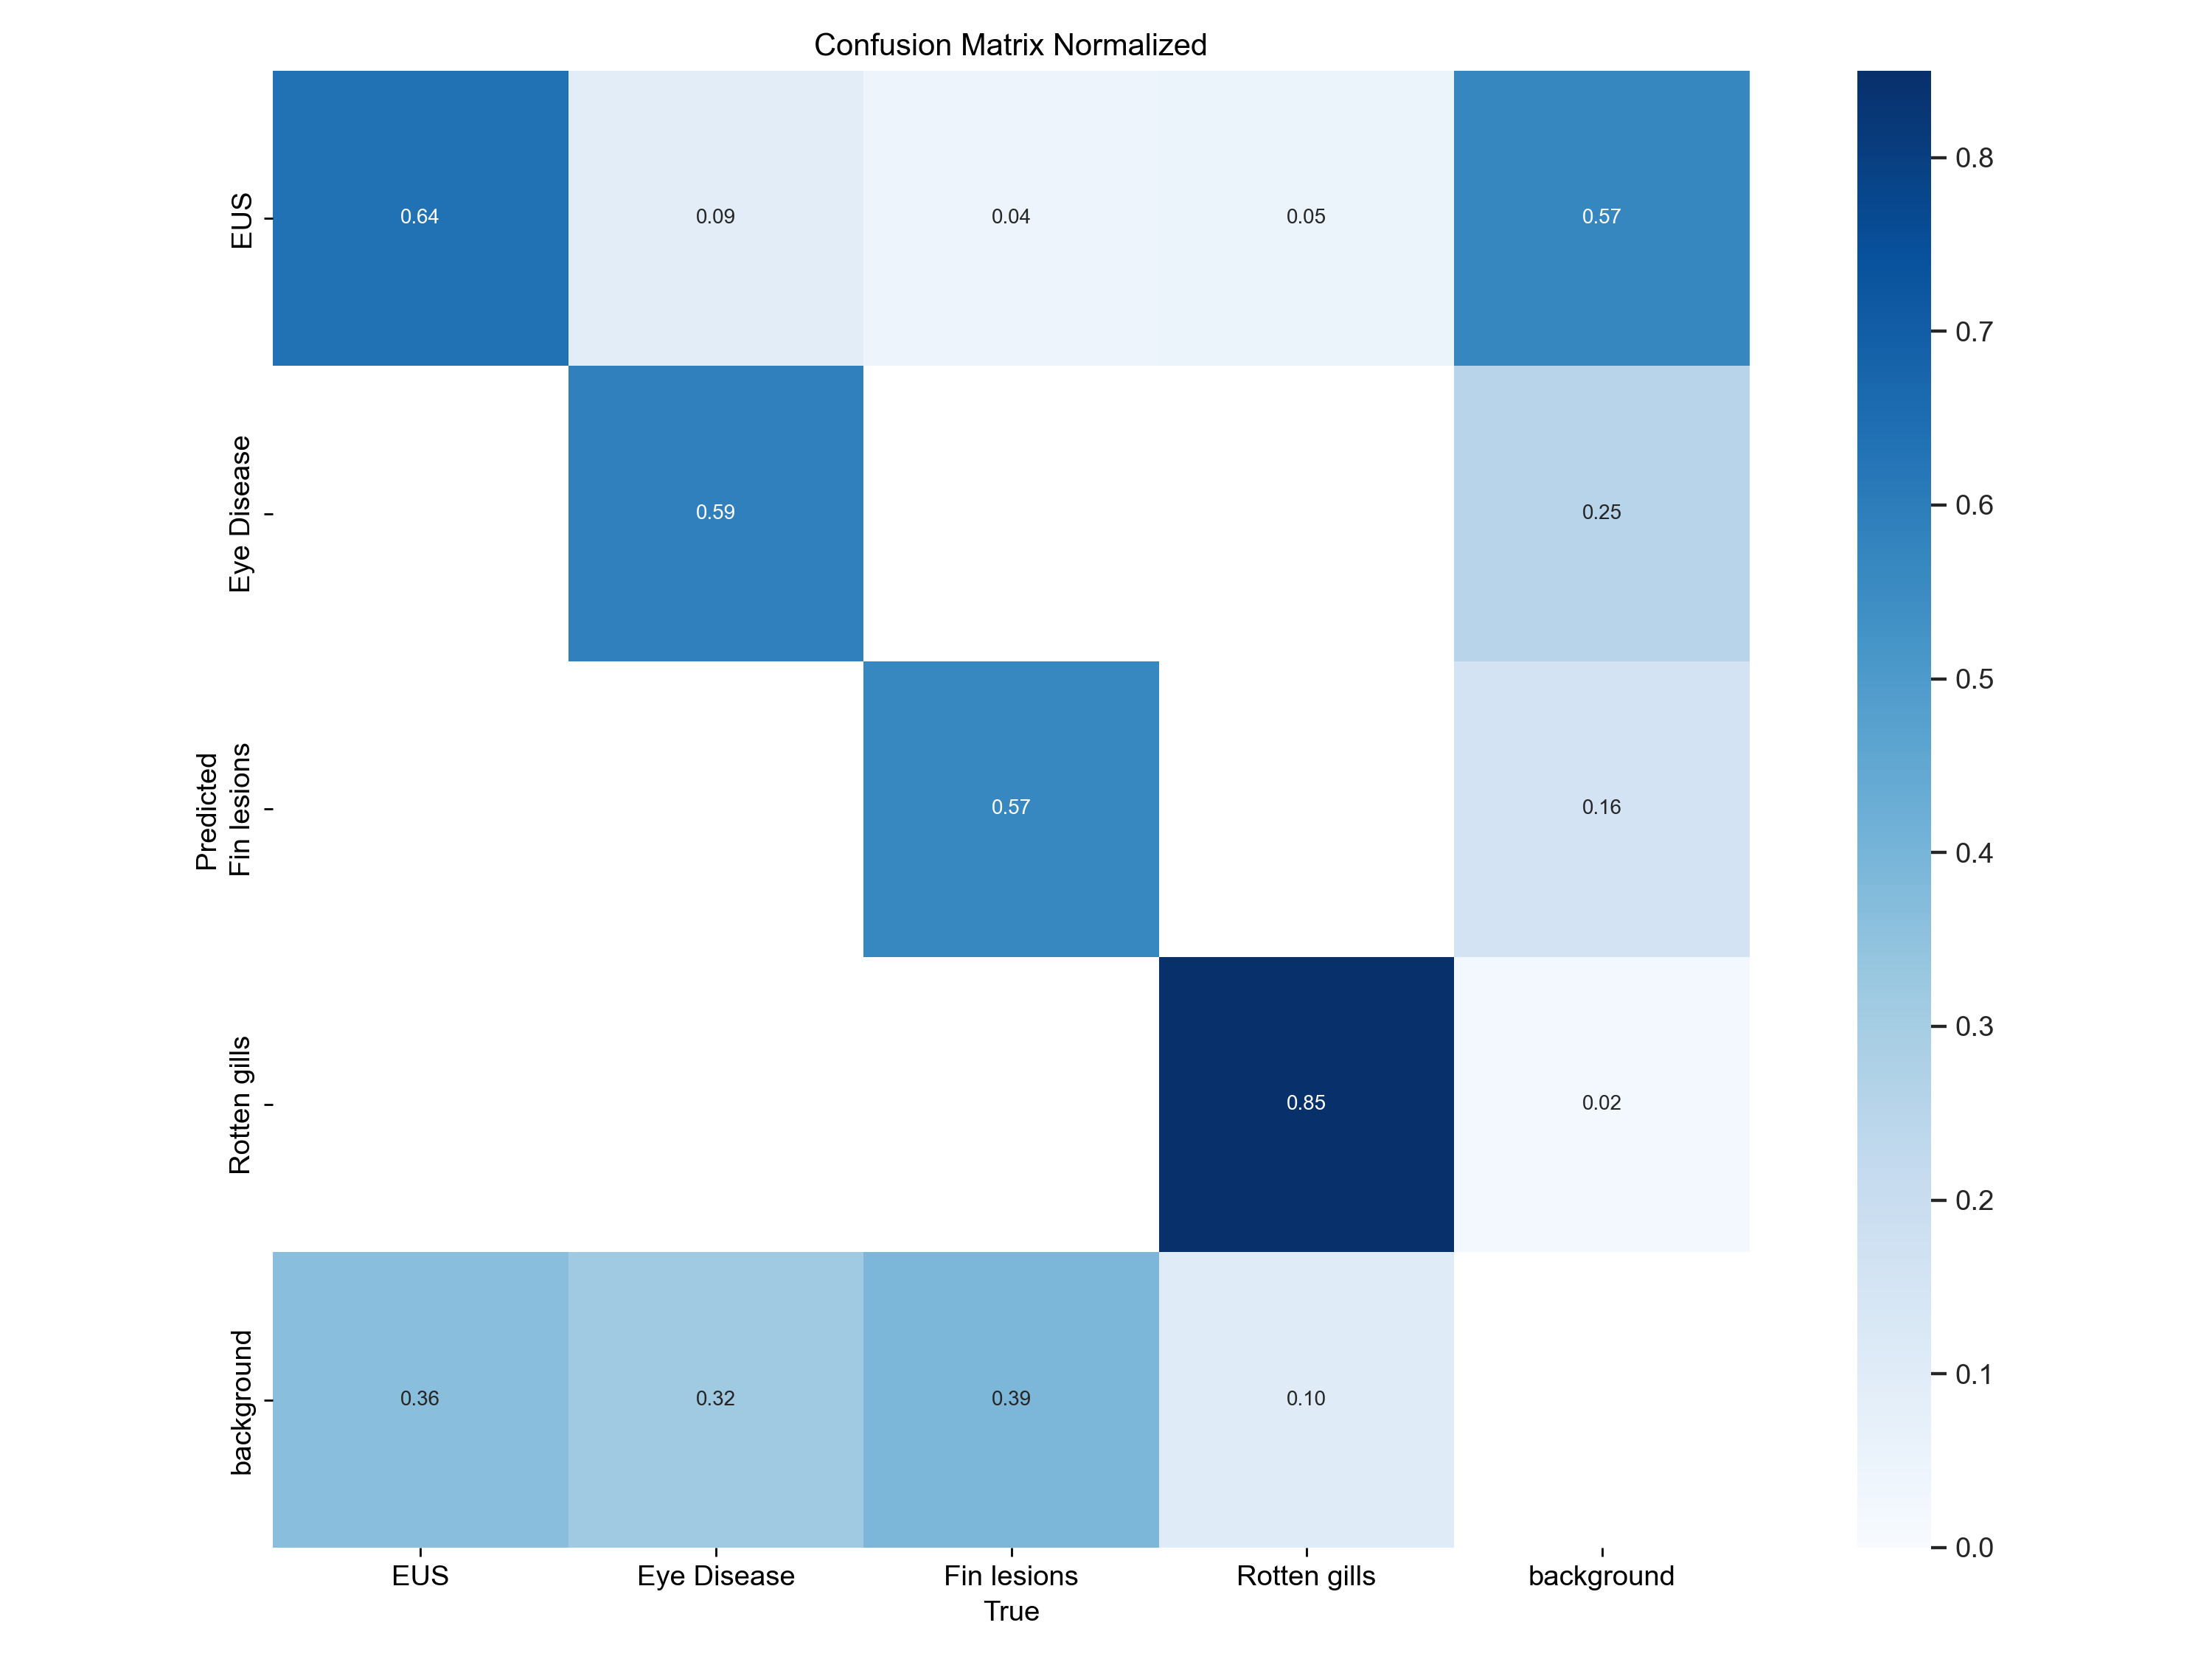 Confusion Matrix Normalized
EUS
0.64
0.09
0.04
0.05
0.57
Eye Disease
0.59
0.25
Predicted
Fin lesions
0.57
0.16
Rotten gills
0.85
0.02
background
0.36
0.32
0.39
0.10
EUS
Eye Disease
Fin lesions
Rotten gills
background
True
0.8
0.7
0.6
0.5
0.4
0.3
0.2
0.1
0.0